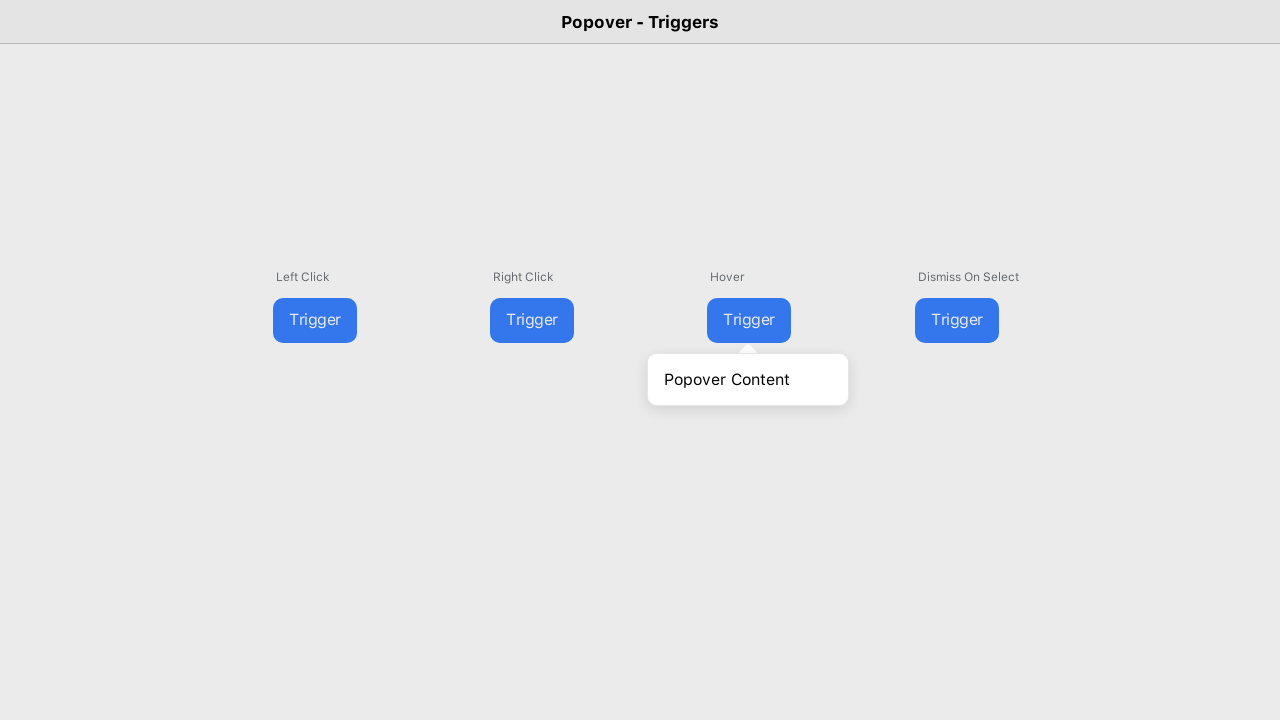 Popover - Triggers
Left Click
Right Click
Hover
Dismiss On Select
Trigger
Trigger
Trigger
Trigger
Popover Content